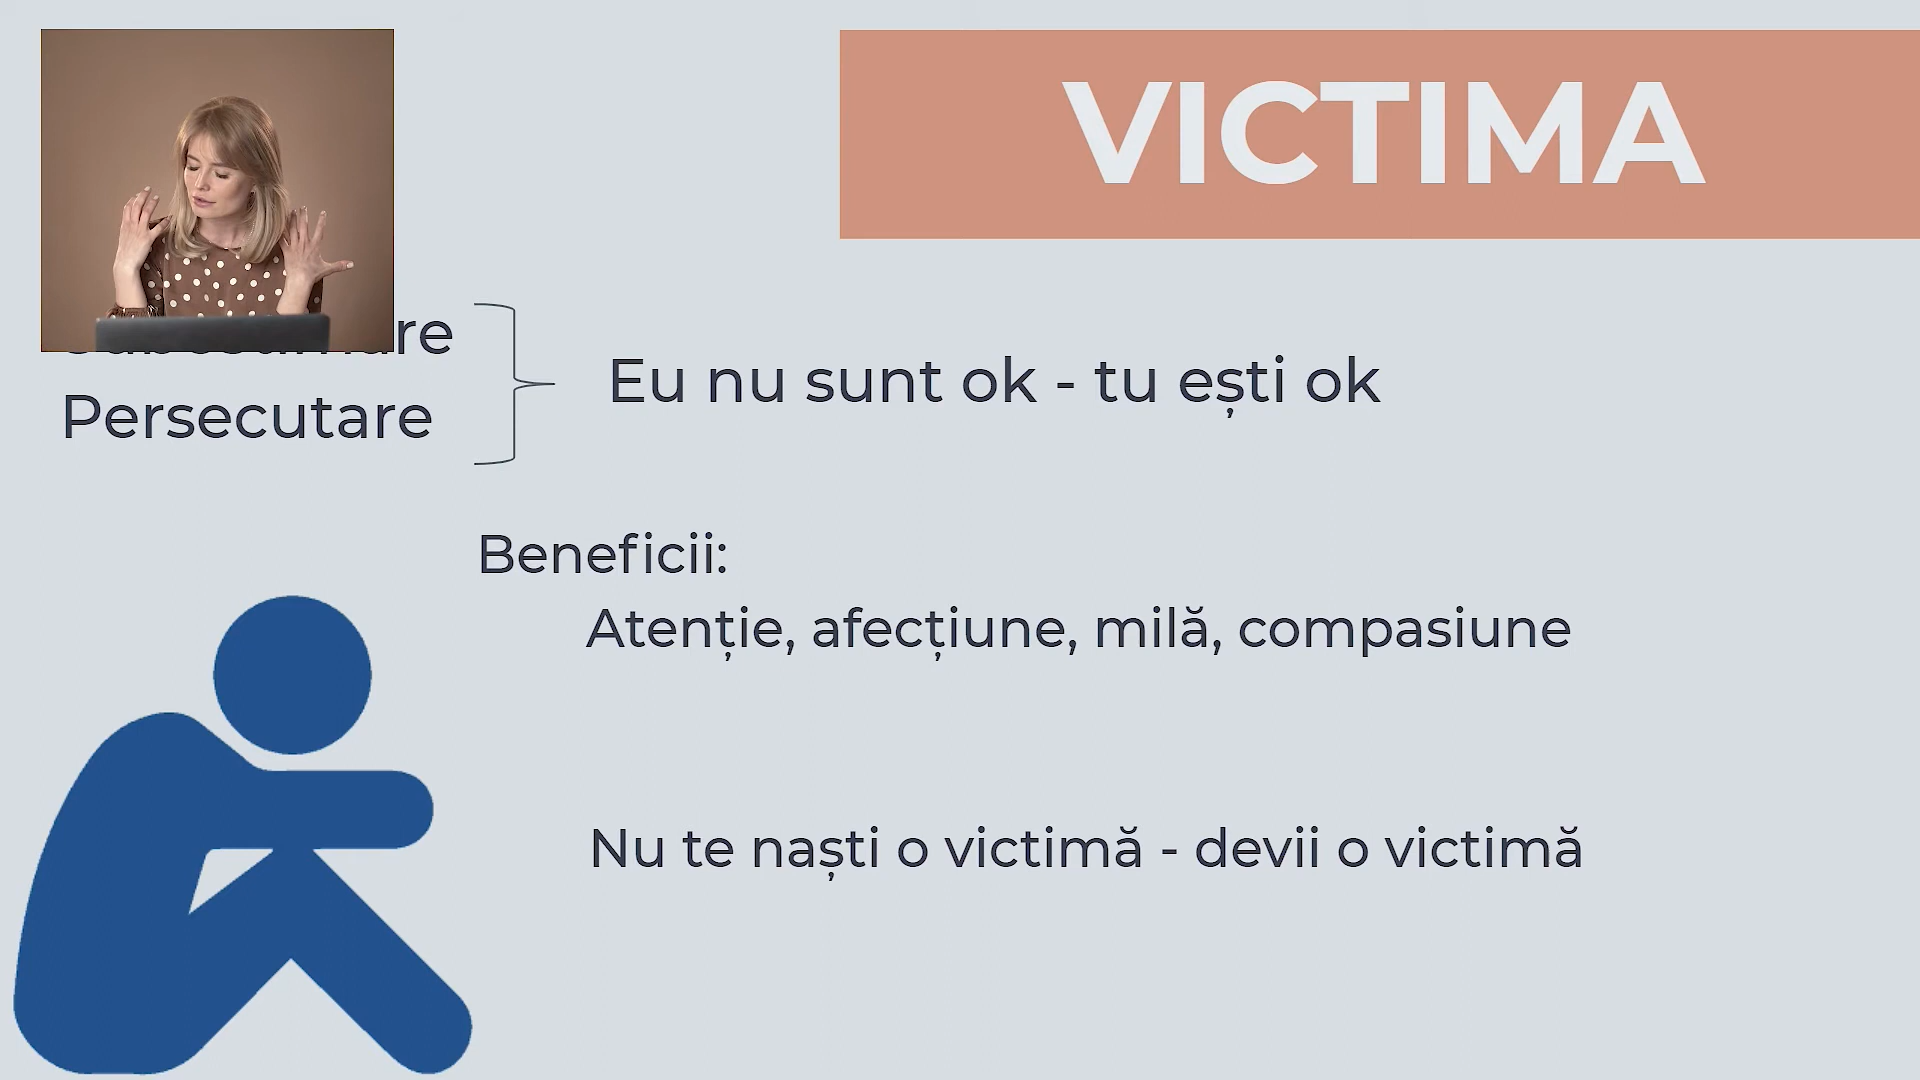 VICTIMA
Persecutare
Eu nu sunt ok - tu ești ok
Beneficii:
Atenție, afecțiune, milă, compasiune
Nu te naști o victimă - devii o victimă